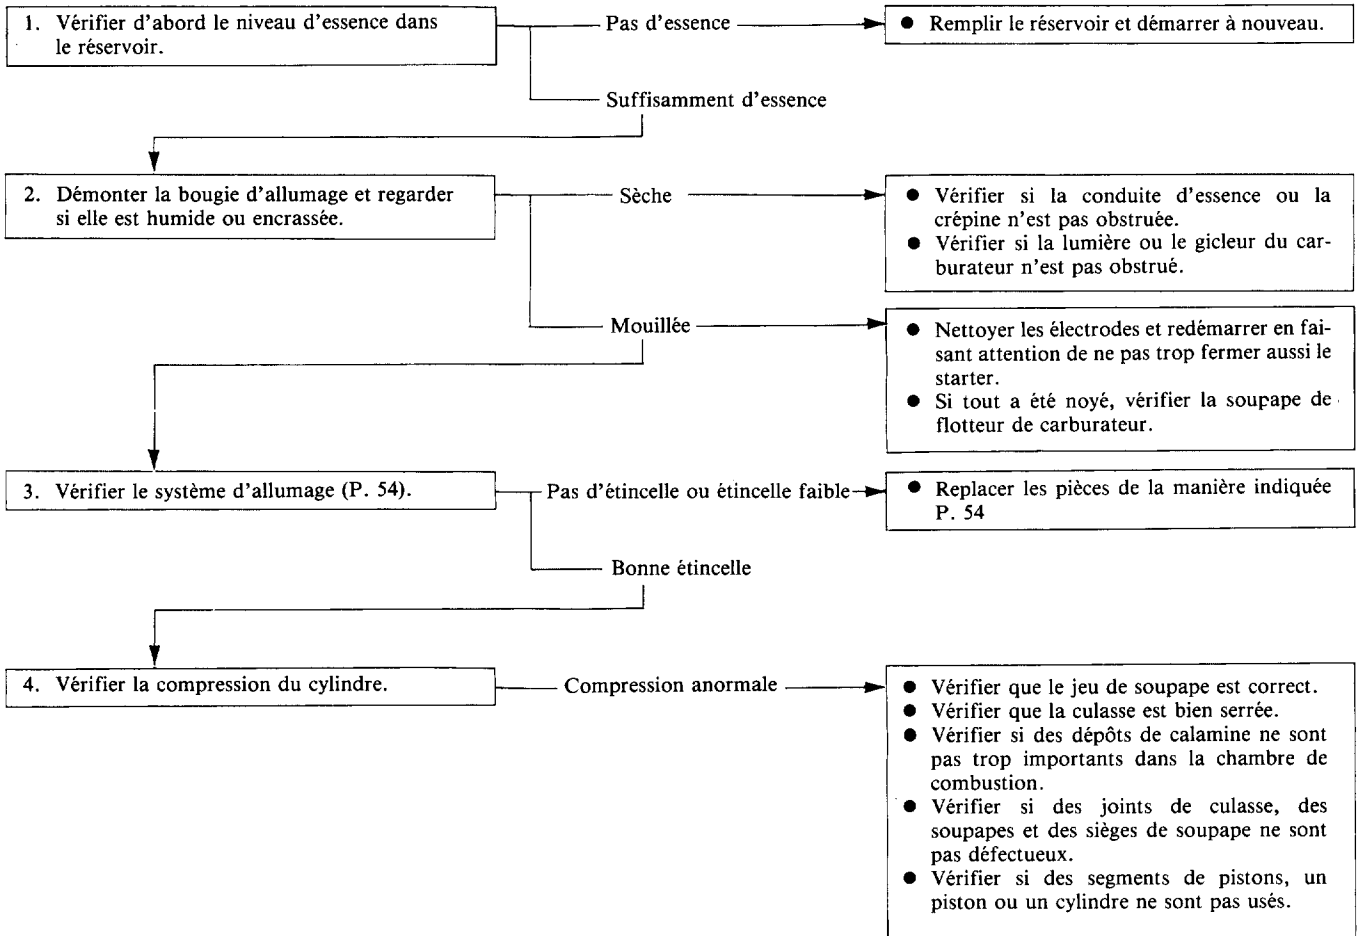 1. Vérifier d'abord le niveau d'essence dans
le réservoir.
Pas d'essence
● Remplir le réservoir et démarrer à nouveau.
Suffisamment d'essence
2. Démonter la bougie d'allumage et regarder
si elle est humide ou encrassée.
Sèche
● Vérifier si la conduite d'essence ou la
crépine n'est pas obstruée.
● Vérifier si la lumière ou le gicleur du car-
burateur n'est pas obstrué.
Mouillée
● Nettoyer les électrodes et redémarrer en fai-
sant attention de ne pas trop fermer aussi le
starter.
● Si tout a été noyé, vérifier la soupape de
flotteur de carburateur.
3. Vérifier le système d'allumage (P. 54).
Pas d'étincelle ou étincelle faible
● Replacer les pièces de la manière indiquée
P. 54
Bonne étincelle
4. Vérifier la compression du cylindre.
Compression anormale
● Vérifier que le jeu de soupape est correct.
● Vérifier que la culasse est bien serrée.
● Vérifier si des dépôts de calamine ne sont
pas trop importants dans la chambre de
combustion.
● Vérifier si des joints de culasse, des
soupapes et des sièges de soupape ne sont
pas défectueux.
● Vérifier si des segments de pistons, un
piston ou un cylindre ne sont pas usés.